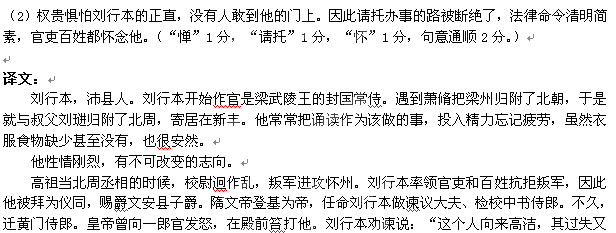 （2）权贵惧怕刘行本的正直，没有人敢到他的门上。因此请托办事的路被断绝了，法律命令清明简
素，官吏百姓都怀念他。（“惮”1分，“请托”1分，“怀”1分，句意通顺2分。）
译文：
刘行本，沛县人。刘行本开始作官是梁武陵王的封国常侍。遇到萧脩把梁州归附了北朝，于是
就与叔父刘璠归附了北周，寄居在新丰。他常常把诵读作为该做的事，投入精力忘记疲劳，虽然衣
服食物缺少甚至没有，也很安然。
他性情刚烈，有不可改变的志向。
高祖当北周丞相的时候，校尉迥作乱，叛军进攻怀州。刘行本率领官吏和百姓抗拒叛军，因此
他被拜为仪同，赐爵文安县子爵。隋文帝登基为帝，任命刘行本做谏议大夫、检校中书侍郎。不久，
迁黄门侍郎。皇帝曾向一郎官发怒，在殿前笞打他。刘行本劝谏说：“这个人向来高洁，其过失又